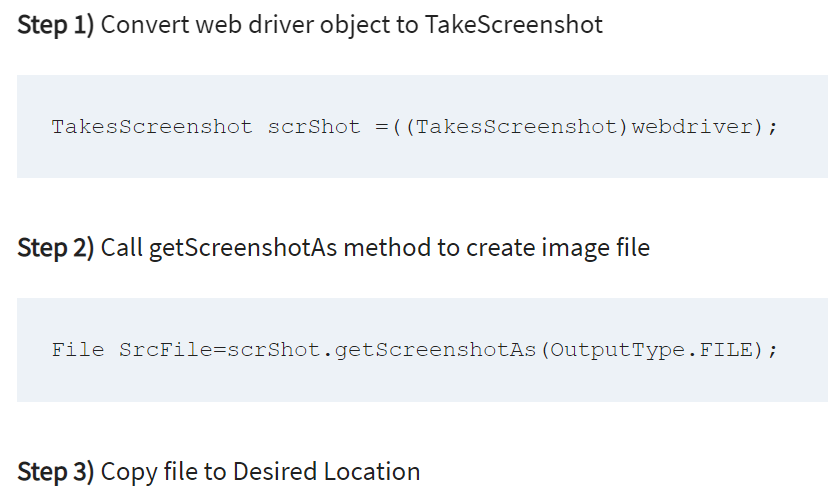 Step 1) Convert web driver object to TakeScreenshot
TakesScreenshot scrShot =((TakesScreenshot)webdriver);
Step 2) Call getScreenshotAs method to create image file
File SrcFile=scrShot.getScreenshotAs(OutputType.FILE);
Step 3) Copy file to Desired Location